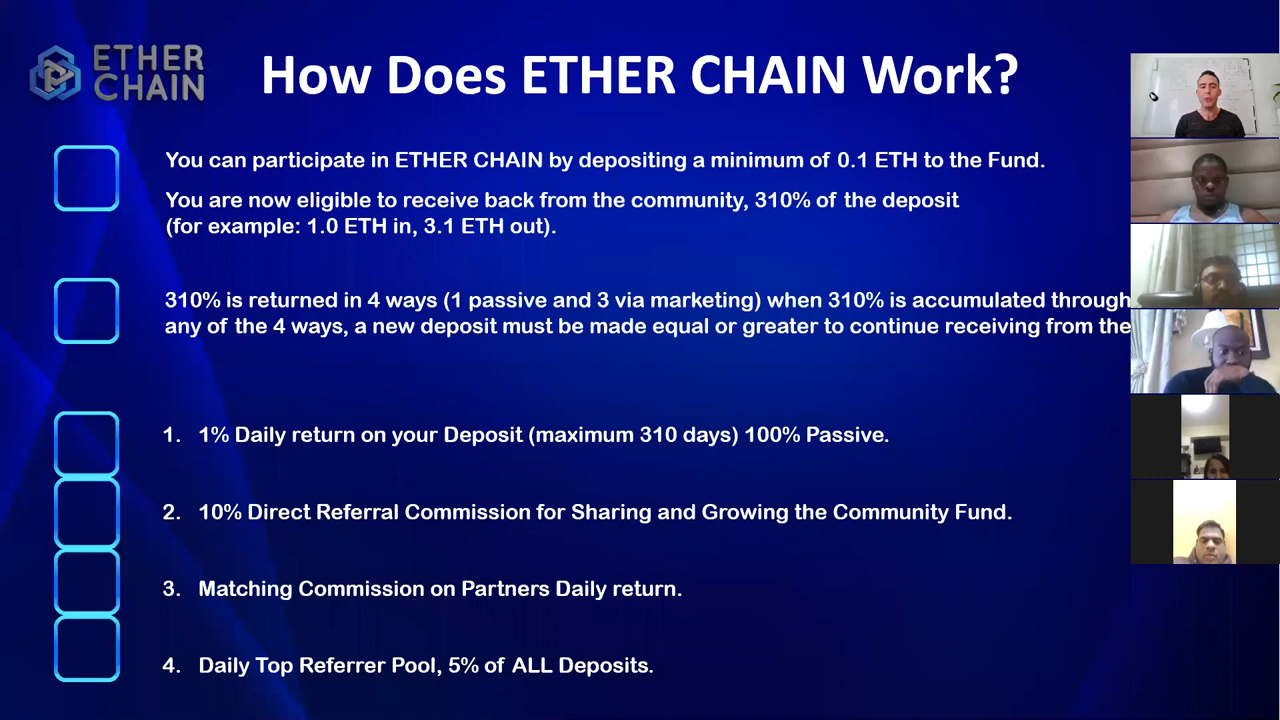 ETHER
CHAIN
How Does ETHER CHAIN Work?
You can participate in ETHER CHAIN by depositing a minimum of 0.1 ETH to the Fund.
You are now eligible to receive back from the community, 310% of the deposit
(for example: 1.0 ETH in, 3.1 ETH out).
310% is returned in 4 ways (1 passive and 3 via marketing) when 310% is accumulated through
any of the 4 ways, a new deposit must be made equal or greater to continue receiving from the
1. 1% Daily return on your Deposit (maximum 310 days) 100% Passive.
2. 10% Direct Referral Commission for Sharing and Growing the Community Fund.
3. Matching Commission on Partners Daily return.
4. Daily Top Referrer Pool, 5% of ALL Deposits.